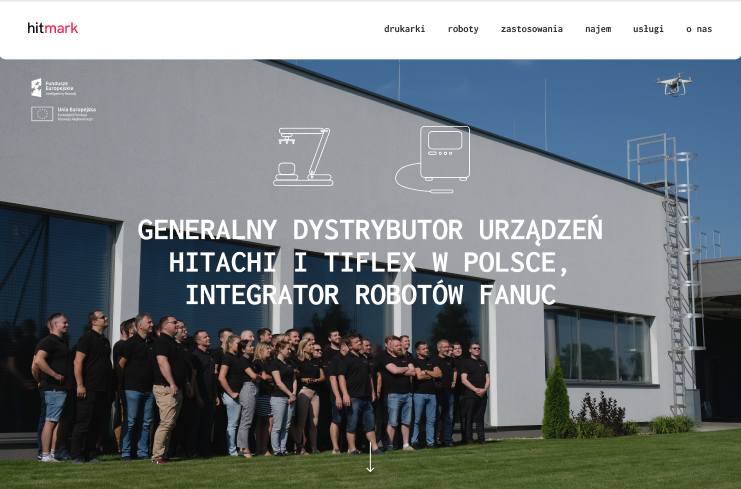 hitmark
drukarki roboty zastosowania najem usługi o nas
Fundusze
Europejskie
Inteligentny Rozwój
Unia Europejska
Europejski Fundusz
Rozwoju Regionalnego
GENERALNY DYSTRYBUTOR URZĄDZEŃ
HITACHI I TIFLEX W POLSCE,
INTEGRATOR ROBOTÓW FANUC